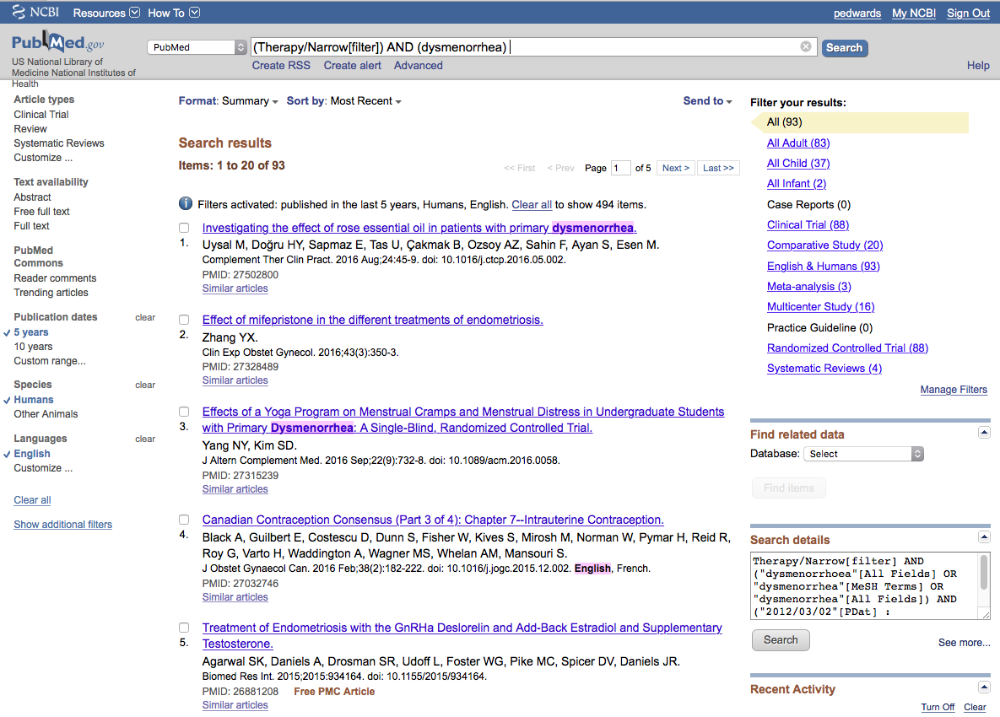 NCBI Resources How To pedwards My NCBI Sign Out
PubMed.gov
US National Library of
Medicine National Institutes of
Health
PubMed (Therapy/Narrow[filter]) AND (dysmenorrhea) Search
Create RSS Create alert Advanced Help
Article types
Clinical Trial
Review
Systematic Reviews
Customize ...
Text availability
Abstract
Free full text
Full text
PubMed
Commons
Reader comments
Trending articles
Publication dates clear
5 years
10 years
Custom range...
Species clear
Humans
Other Animals
Languages clear
English
Customize ...
Clear all
Show additional filters
Format: Summary Sort by: Most Recent Send to
Search results
Items: 1 to 20 of 93
<< First < Prev Page 1 of 5 Next > Last >>
Filters activated: published in the last 5 years, Humans, English. Clear all to show 494 items.
Investigating the effect of rose essential oil in patients with primary dysmenorrhea.
1. Uysal M, Doğru HY, Sapmaz E, Tas U, Çakmak B, Ozsoy AZ, Sahin F, Ayan S, Esen M.
Complement Ther Clin Pract. 2016 Aug;24:45-9. doi: 10.1016/j.ctcp.2016.05.002.
PMID: 27502800
Similar articles
Effect of mifepristone in the different treatments of endometriosis.
2. Zhang YX.
Clin Exp Obstet Gynecol. 2016;43(3):350-3.
PMID: 27328489
Similar articles
Effects of a Yoga Program on Menstrual Cramps and Menstrual Distress in Undergraduate Students
3. with Primary Dysmenorrhea: A Single-Blind, Randomized Controlled Trial.
Yang NY, Kim SD.
J Altern Complement Med. 2016 Sep;22(9):732-8. doi: 10.1089/acm.2016.0058.
PMID: 27315239
Similar articles
Canadian Contraception Consensus (Part 3 of 4): Chapter 7--Intrauterine Contraception.
4. Black A, Guilbert E, Costescu D, Dunn S, Fisher W, Kives S, Mirosh M, Norman W, Pymar H, Reid R,
Roy G, Varto H, Waddington A, Wagner MS, Whelan AM, Mansouri S.
J Obstet Gynaecol Can. 2016 Feb;38(2):182-222. doi: 10.1016/j.jogc.2015.12.002. English, French.
PMID: 27032746
Similar articles
Treatment of Endometriosis with the GnRHa Deslorelin and Add-Back Estradiol and Supplementary
5. Testosterone.
Agarwal SK, Daniels A, Drosman SR, Udoff L, Foster WG, Pike MC, Spicer DV, Daniels JR.
Biomed Res Int. 2015;2015:934164. doi: 10.1155/2015/934164.
PMID: 26881208 Free PMC Article
Similar articles
Filter your results:
All (93)
All Adult (83)
All Child (37)
All Infant (2)
Case Reports (0)
Clinical Trial (88)
Comparative Study (20)
English & Humans (93)
Meta-analysis (3)
Multicenter Study (16)
Practice Guideline (0)
Randomized Controlled Trial (88)
Systematic Reviews (4)
Manage Filters
Find related data
Database: Select
Find items
Search details
Therapy/Narrow[filter] AND
("dysmenorrhoea"[All Fields] OR
"dysmenorrhea"[MeSH Terms] OR
"dysmenorrhea"[All Fields]) AND
("2012/03/02"[PDat] :
Search See more...
Recent Activity
Turn Off Clear